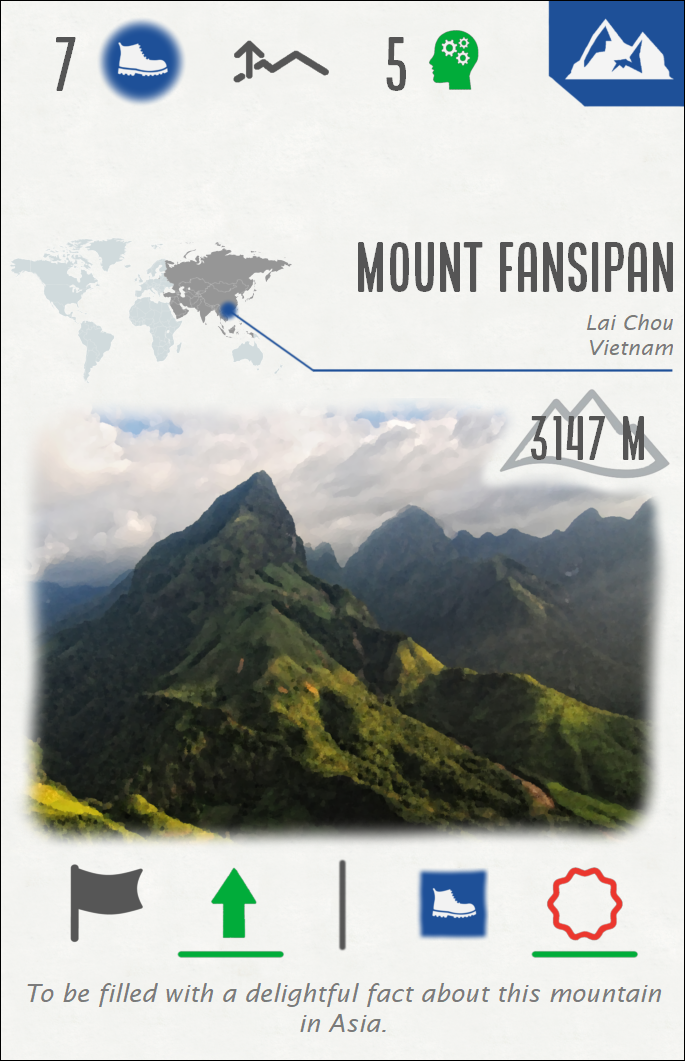 7
5
MOUNT FANSIPAN
Lai Chou
Vietnam
3147 M
To be filled with a delightful fact about this mountain
in Asia.